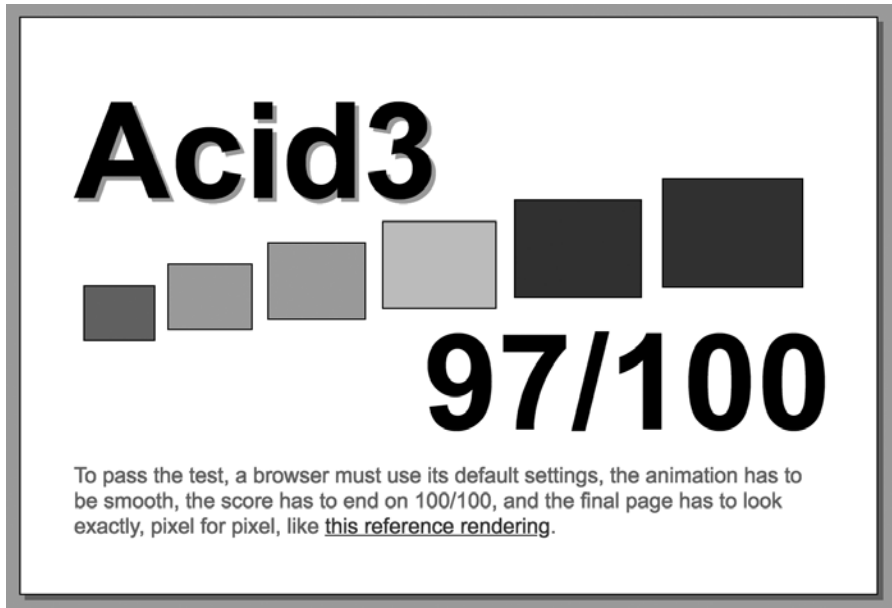 Acid3
97/100
To pass the test, a browser must use its default settings, the animation has to
be smooth, the score has to end on 100/100, and the final page has to look
exactly, pixel for pixel, like this reference rendering.